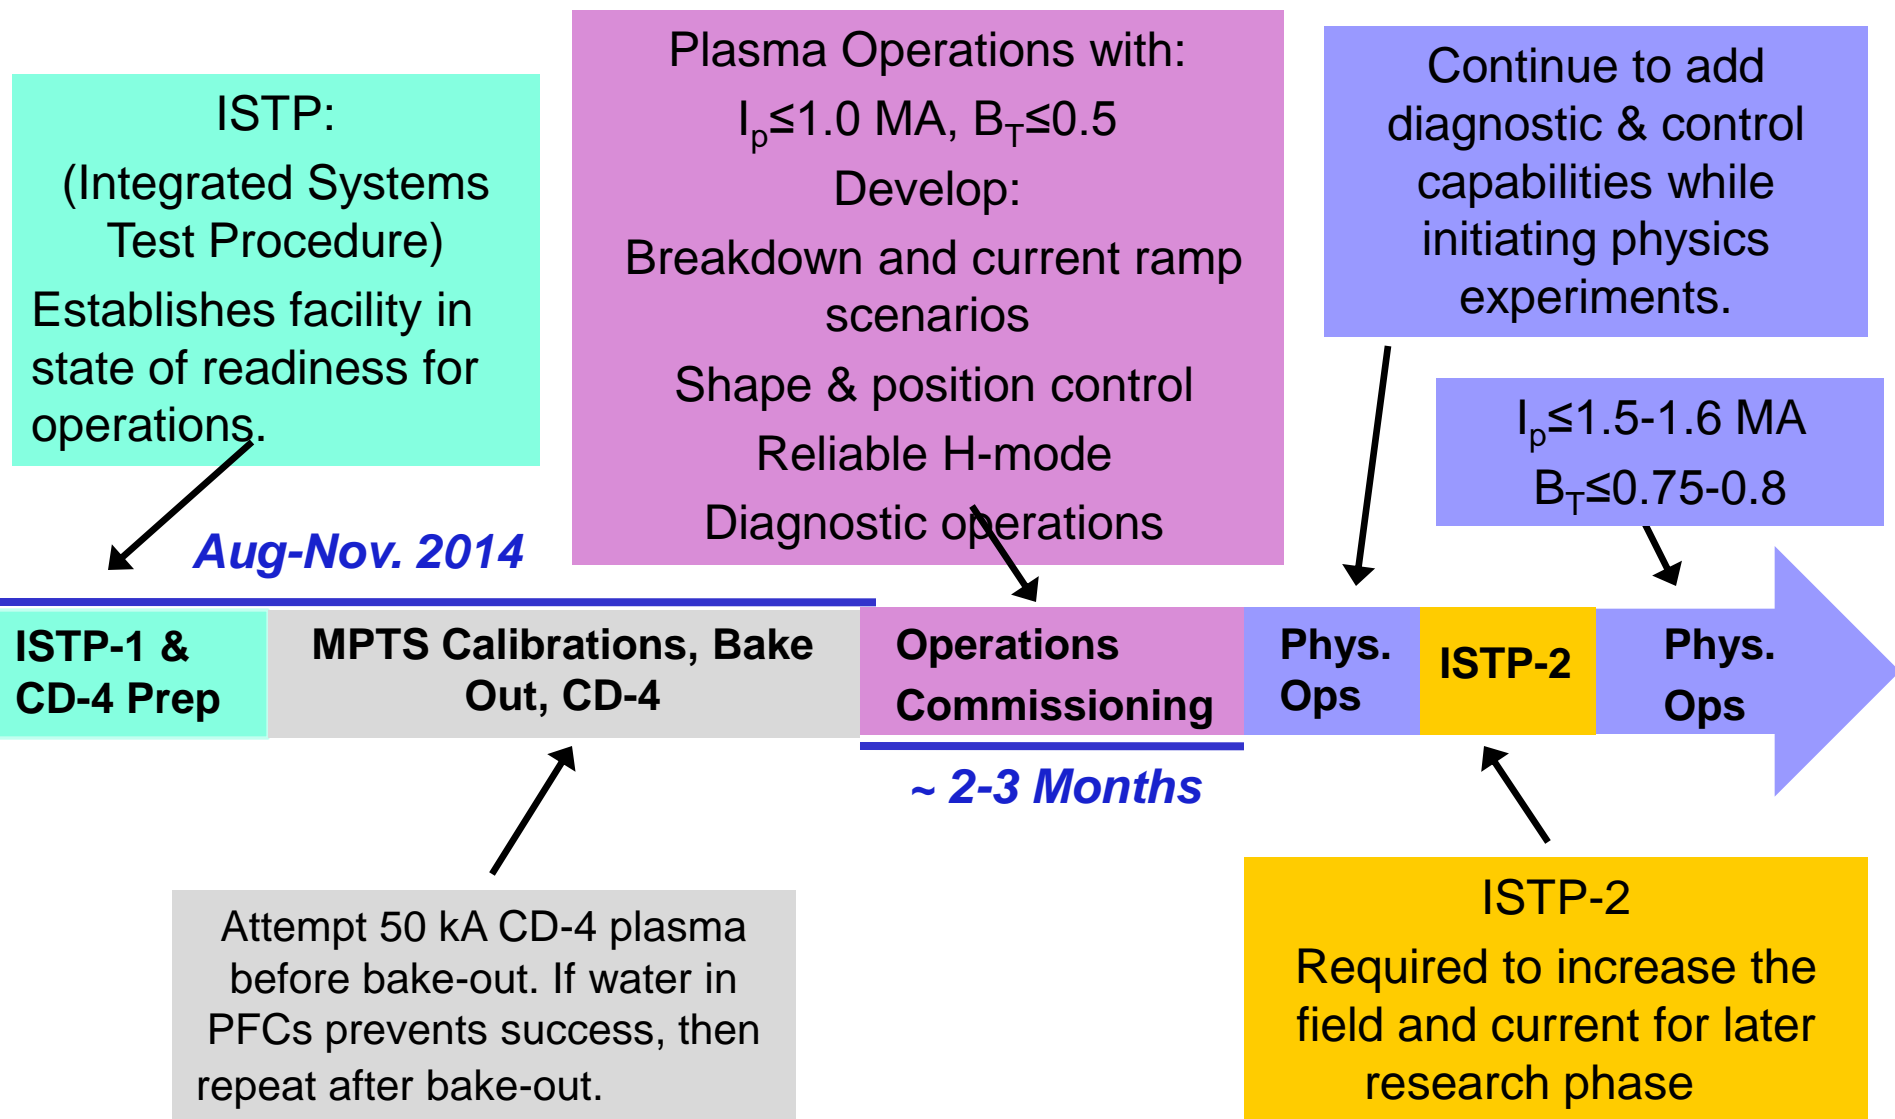 ISTP:
(Integrated Systems
Test Procedure)
Establishes facility in
state of readiness for
operations.
Plasma Operations with:
Iₚ≤1.0 MA, B_T≤0.5
Develop:
Breakdown and current ramp
scenarios
Shape & position control
Reliable H-mode
Diagnostic operations
Continue to add
diagnostic & control
capabilities while
initiating physics
experiments.
Iₚ≤1.5-1.6 MA
B_T≤0.75-0.8
Aug-Nov. 2014
ISTP-1 &
CD-4 Prep
MPTS Calibrations, Bake
Out, CD-4
Operations
Commissioning
Phys.
Ops
ISTP-2
Phys.
Ops
~ 2-3 Months
Attempt 50 kA CD-4 plasma
before bake-out. If water in
PFCs prevents success, then
repeat after bake-out.
ISTP-2
Required to increase the
field and current for later
research phase